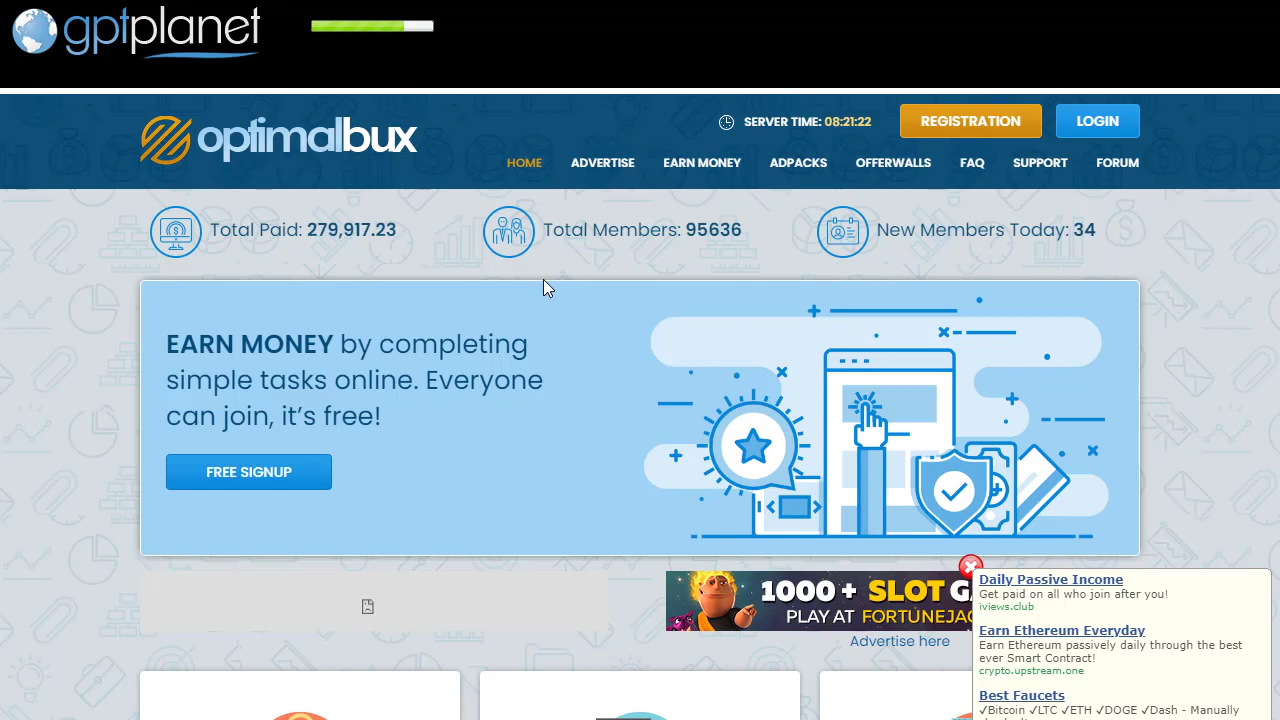 gptplanet
optimalbux
SERVER TIME: 08:21:22
REGISTRATION
LOGIN
HOME
ADVERTISE
EARN MONEY
ADPACKS
OFFERWALLS
FAQ
SUPPORT
FORUM
Total Paid: 279,917.23
Total Members: 95636
New Members Today: 34
EARN MONEY by completing
simple tasks online. Everyone
can join, it's free!
FREE SIGNUP
1000 + SLOT
PLAY AT FORTUNEJA
Advertise here
Daily Passive Income
Get paid on all who join after you!
iviews.club
Earn Ethereum Everyday
Earn Ethereum passively daily through the best
ever Smart Contract!
crypto.upstream.one
Best Faucets
✓Bitcoin ✓LTC ✓ETH ✓DOGE ✓Dash - Manually